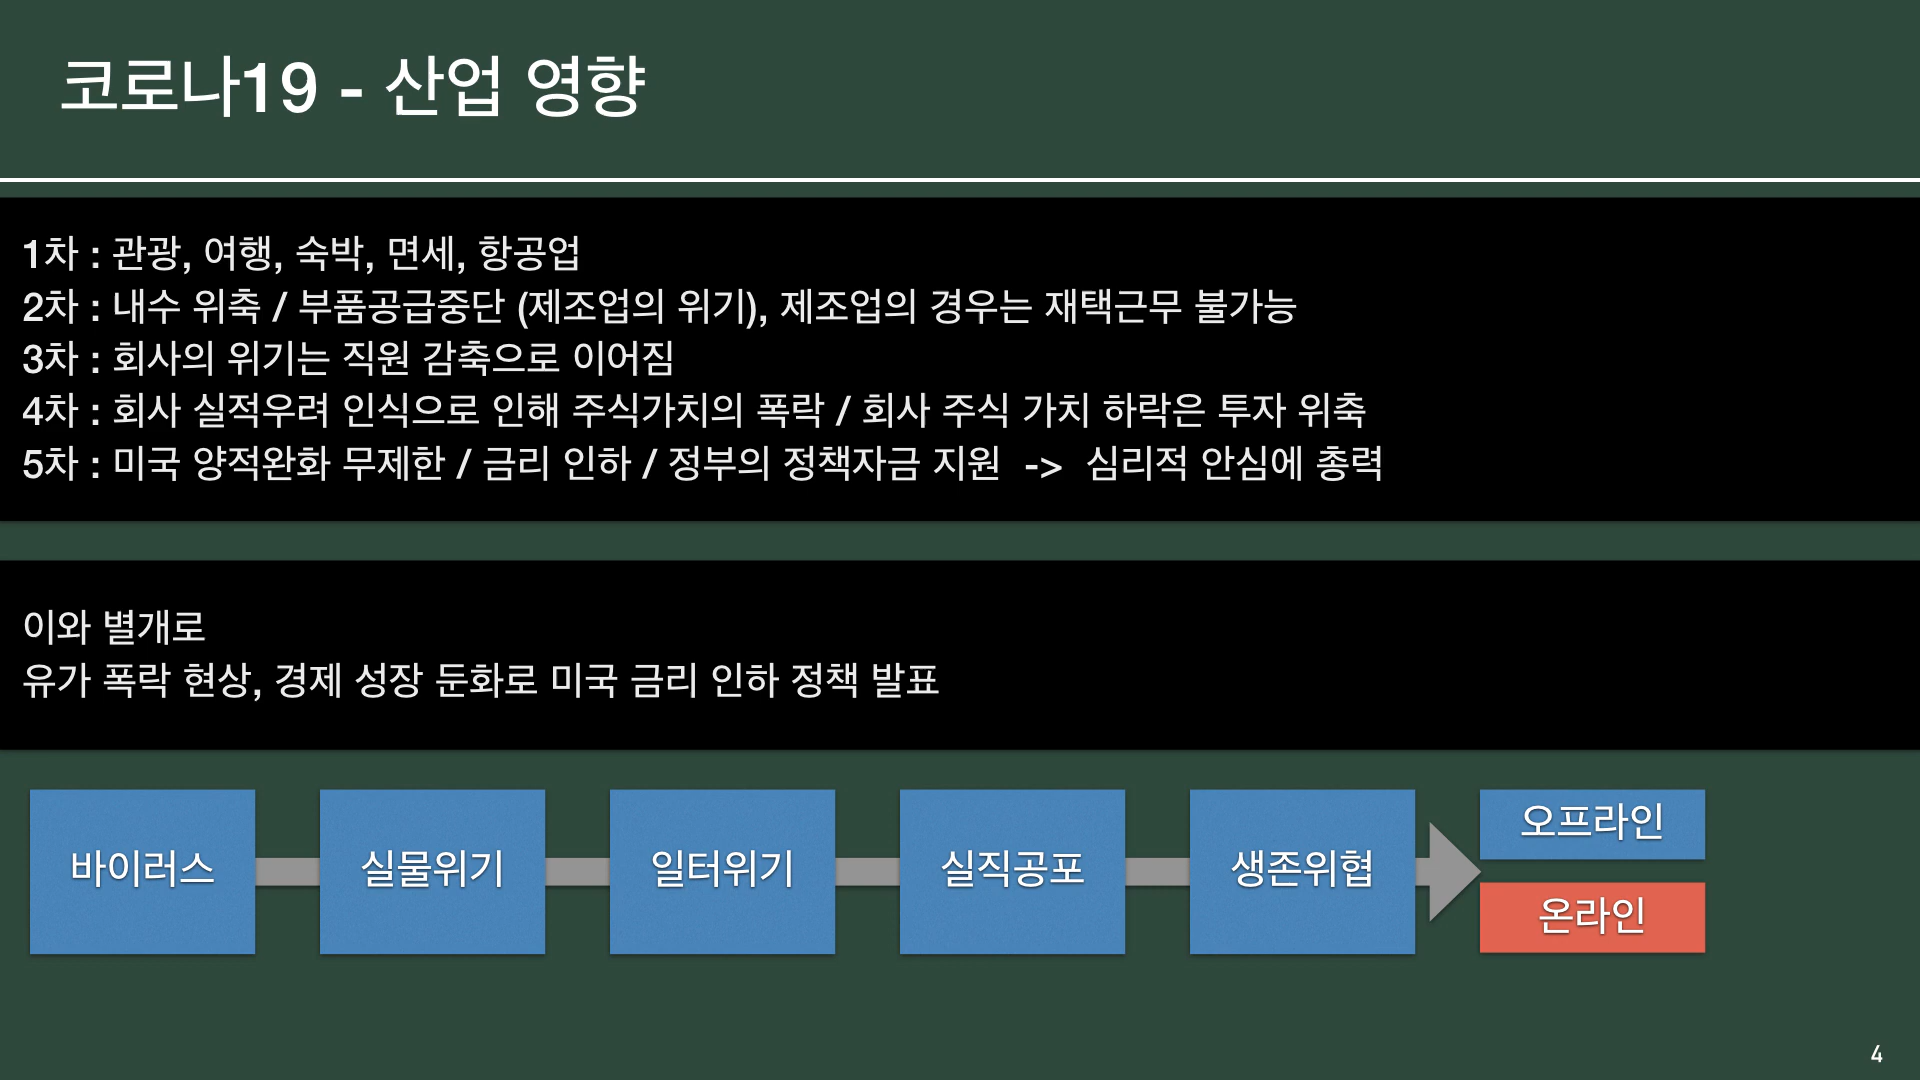 코로나19 - 산업 영향
1차 : 관광, 여행, 숙박, 면세, 항공업
2차 : 내수 위축 / 부품공급중단 (제조업의 위기), 제조업의 경우는 재택근무 불가능
3차 : 회사의 위기는 직원 감축으로 이어짐
4차 : 회사 실적우려 인식으로 인해 주식가치의 폭락 / 회사 주식 가치 하락은 투자 위축
5차 : 미국 양적완화 무제한 / 금리 인하 / 정부의 정책자금 지원 -> 심리적 안심에 총력
이와 별개로
유가 폭락 현상, 경제 성장 둔화로 미국 금리 인하 정책 발표
바이러스
실물위기
일터위기
실직공포
생존위협
오프라인
온라인
4